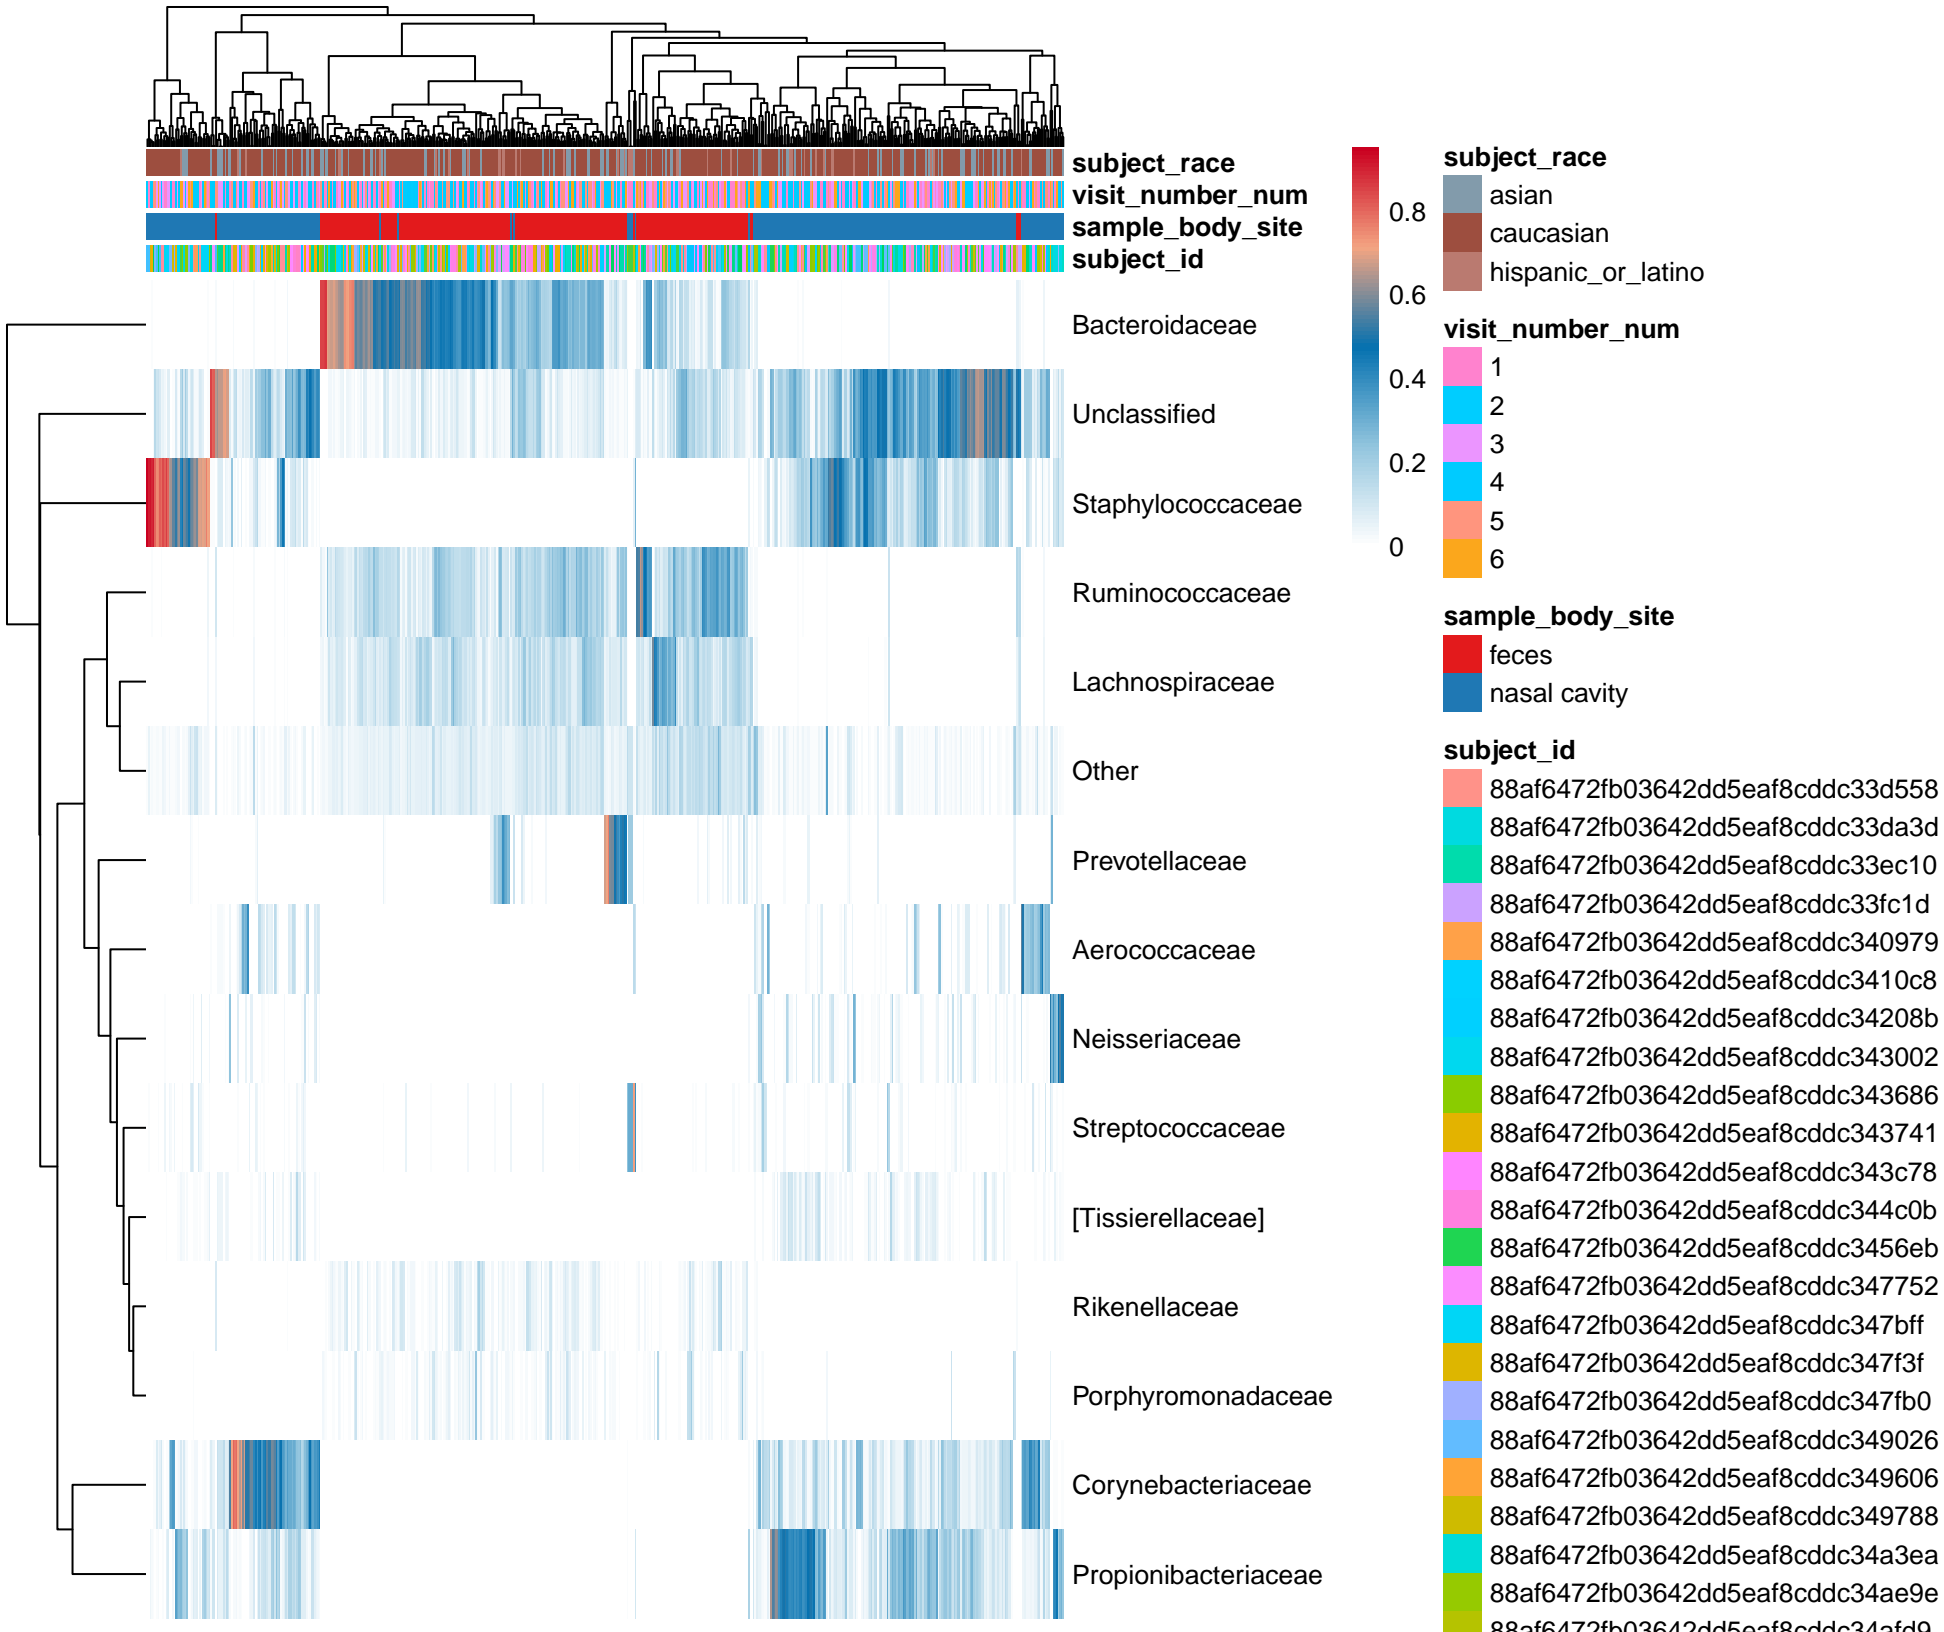 subject_race
visit_number_num
sample_body_site
subject_id
Bacteroidaceae
Unclassified
Staphylococcaceae
Ruminococcaceae
Lachnospiraceae
Other
Prevotellaceae
Aerococcaceae
Neisseriaceae
Streptococcaceae
[Tissierellaceae]
Rikenellaceae
Porphyromonadaceae
Corynebacteriaceae
Propionibacteriaceae
0.8
0.6
0.4
0.2
0
subject_race
asian
caucasian
hispanic_or_latino
visit_number_num
1
2
3
4
5
6
sample_body_site
feces
nasal cavity
subject_id
88af6472fb03642dd5eaf8cddc33d558
88af6472fb03642dd5eaf8cddc33da3d
88af6472fb03642dd5eaf8cddc33ec10
88af6472fb03642dd5eaf8cddc33fc1d
88af6472fb03642dd5eaf8cddc340979
88af6472fb03642dd5eaf8cddc3410c8
88af6472fb03642dd5eaf8cddc34208b
88af6472fb03642dd5eaf8cddc343002
88af6472fb03642dd5eaf8cddc343686
88af6472fb03642dd5eaf8cddc343741
88af6472fb03642dd5eaf8cddc343c78
88af6472fb03642dd5eaf8cddc344c0b
88af6472fb03642dd5eaf8cddc3456eb
88af6472fb03642dd5eaf8cddc347752
88af6472fb03642dd5eaf8cddc347bff
88af6472fb03642dd5eaf8cddc347f3f
88af6472fb03642dd5eaf8cddc347fb0
88af6472fb03642dd5eaf8cddc349026
88af6472fb03642dd5eaf8cddc349606
88af6472fb03642dd5eaf8cddc349788
88af6472fb03642dd5eaf8cddc34a3ea
88af6472fb03642dd5eaf8cddc34ae9e
88af6472fb03642dd5eaf8cddc34afd9